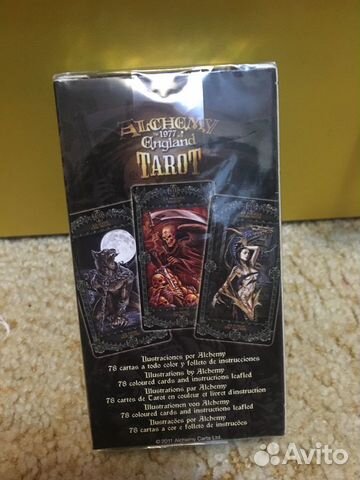 ALCHEMY
1977
England
TAROT
Ilustraciones por Alchemy
78 cartas a todo color y folleto de instrucciones
Illustrations by Alchemy
78 coloured cards and instructions leafled
Illustrations par Alchemy
78 cartes de Tarot en couleur et livret d'instruction
Illustrationen von Alchemy
78 coloured cards and instructions leafled
Ilustrações por Alchemy
78 cartas a cor e folheto de instruções
© 2011 Alchemy Carta Ltd.
Avito